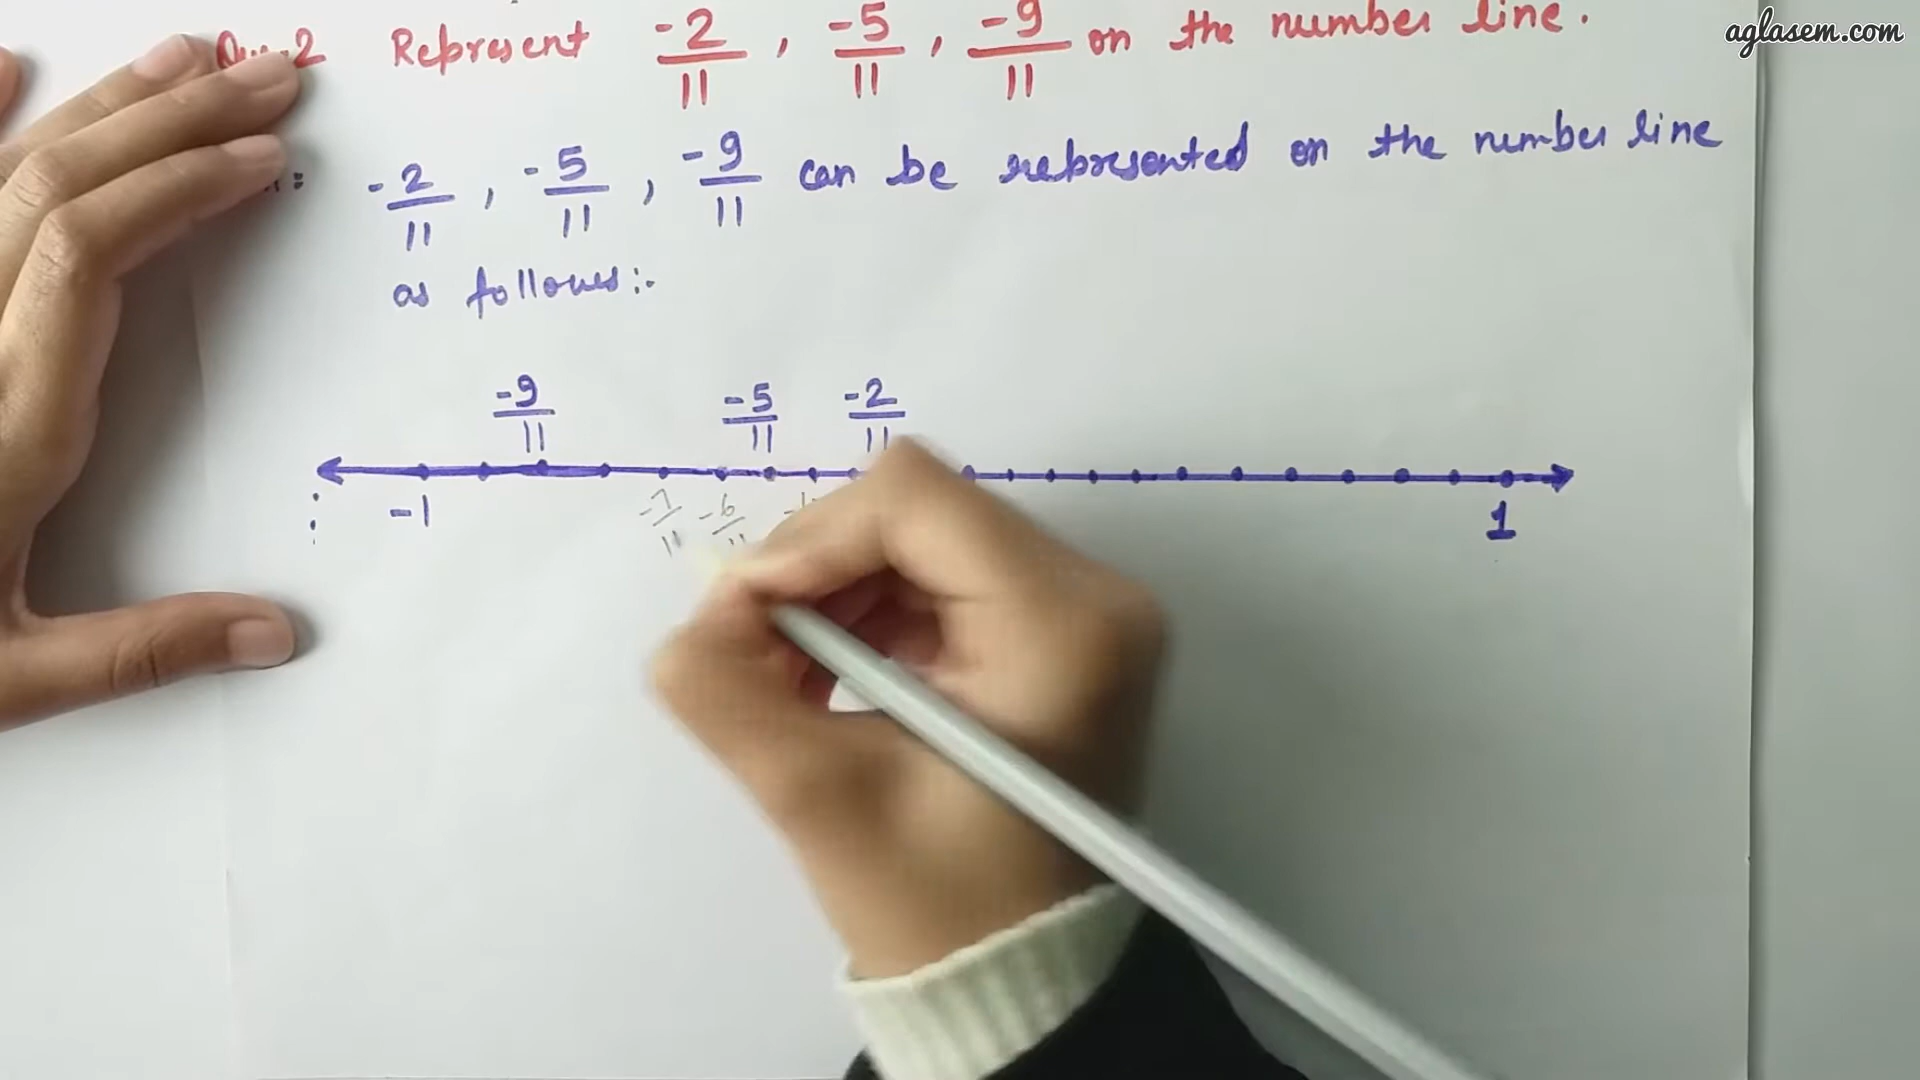 aglasem.com
Represent -2/11, -5/11, -9/11 on the number line.
-2/11, -5/11, -9/11 can be represented on the number line
as follows:-
-9/11 -5/11 -2/11
-1 -7/11 -6/11 1